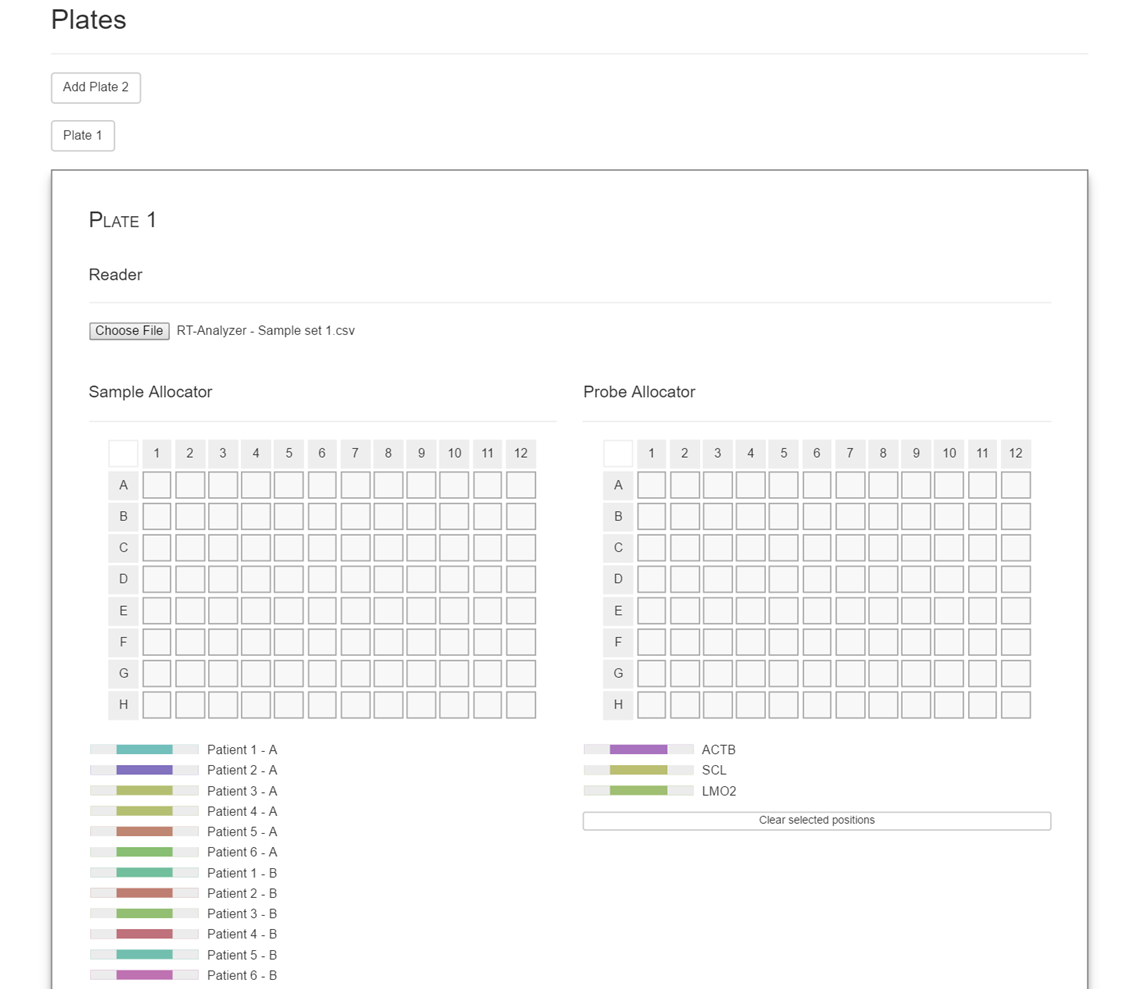 Plates
Add Plate 2
Plate 1
Plate 1
Reader
Choose File RT-Analyzer - Sample set 1.csv
Sample Allocator
1 2 3 4 5 6 7 8 9 10 11 12
A
B
C
D
E
F
G
H
Patient 1 - A
Patient 2 - A
Patient 3 - A
Patient 4 - A
Patient 5 - A
Patient 6 - A
Patient 1 - B
Patient 2 - B
Patient 3 - B
Patient 4 - B
Patient 5 - B
Patient 6 - B
Probe Allocator
1 2 3 4 5 6 7 8 9 10 11 12
A
B
C
D
E
F
G
H
ACTB
SCL
LMO2
Clear selected positions